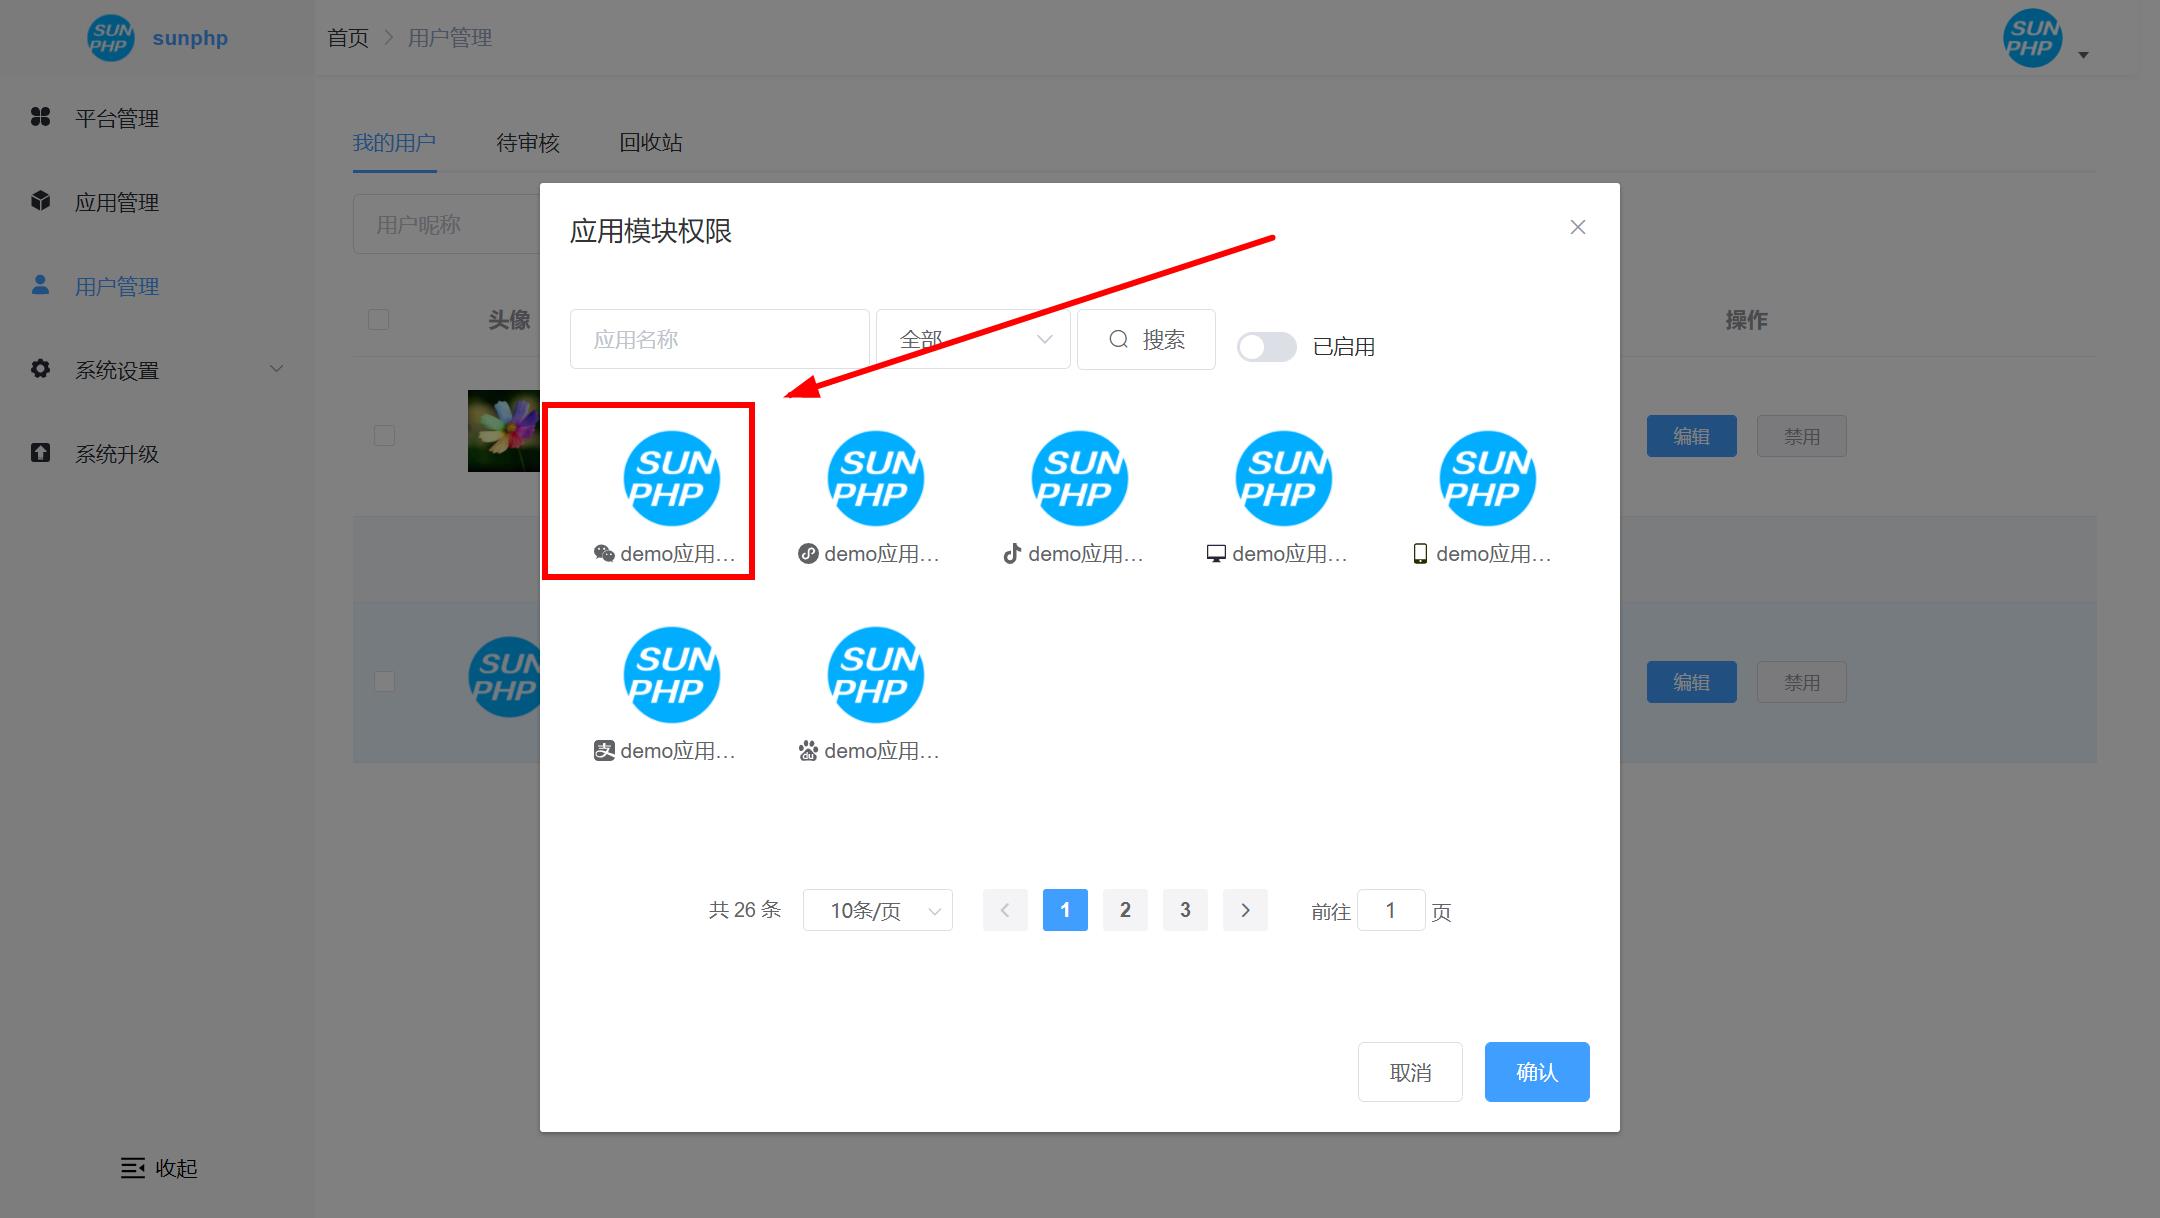 SUN
PHP
sunphp
首页
用户管理
SUN
PHP
平台管理
应用管理
用户管理
系统设置
系统升级
收起
我的用户
待审核
回收站
用户昵称
头像
操作
编辑
禁用
SUN
PHP
编辑
禁用
应用模块权限
应用名称
全部
搜索
已启用
SUN
PHP
demo应用...
SUN
PHP
demo应用...
SUN
PHP
demo应用...
SUN
PHP
demo应用...
SUN
PHP
demo应用...
SUN
PHP
支 demo应用...
SUN
PHP
du demo应用...
共 26 条
10条/页
1
2
3
前往 1 页
取消
确认